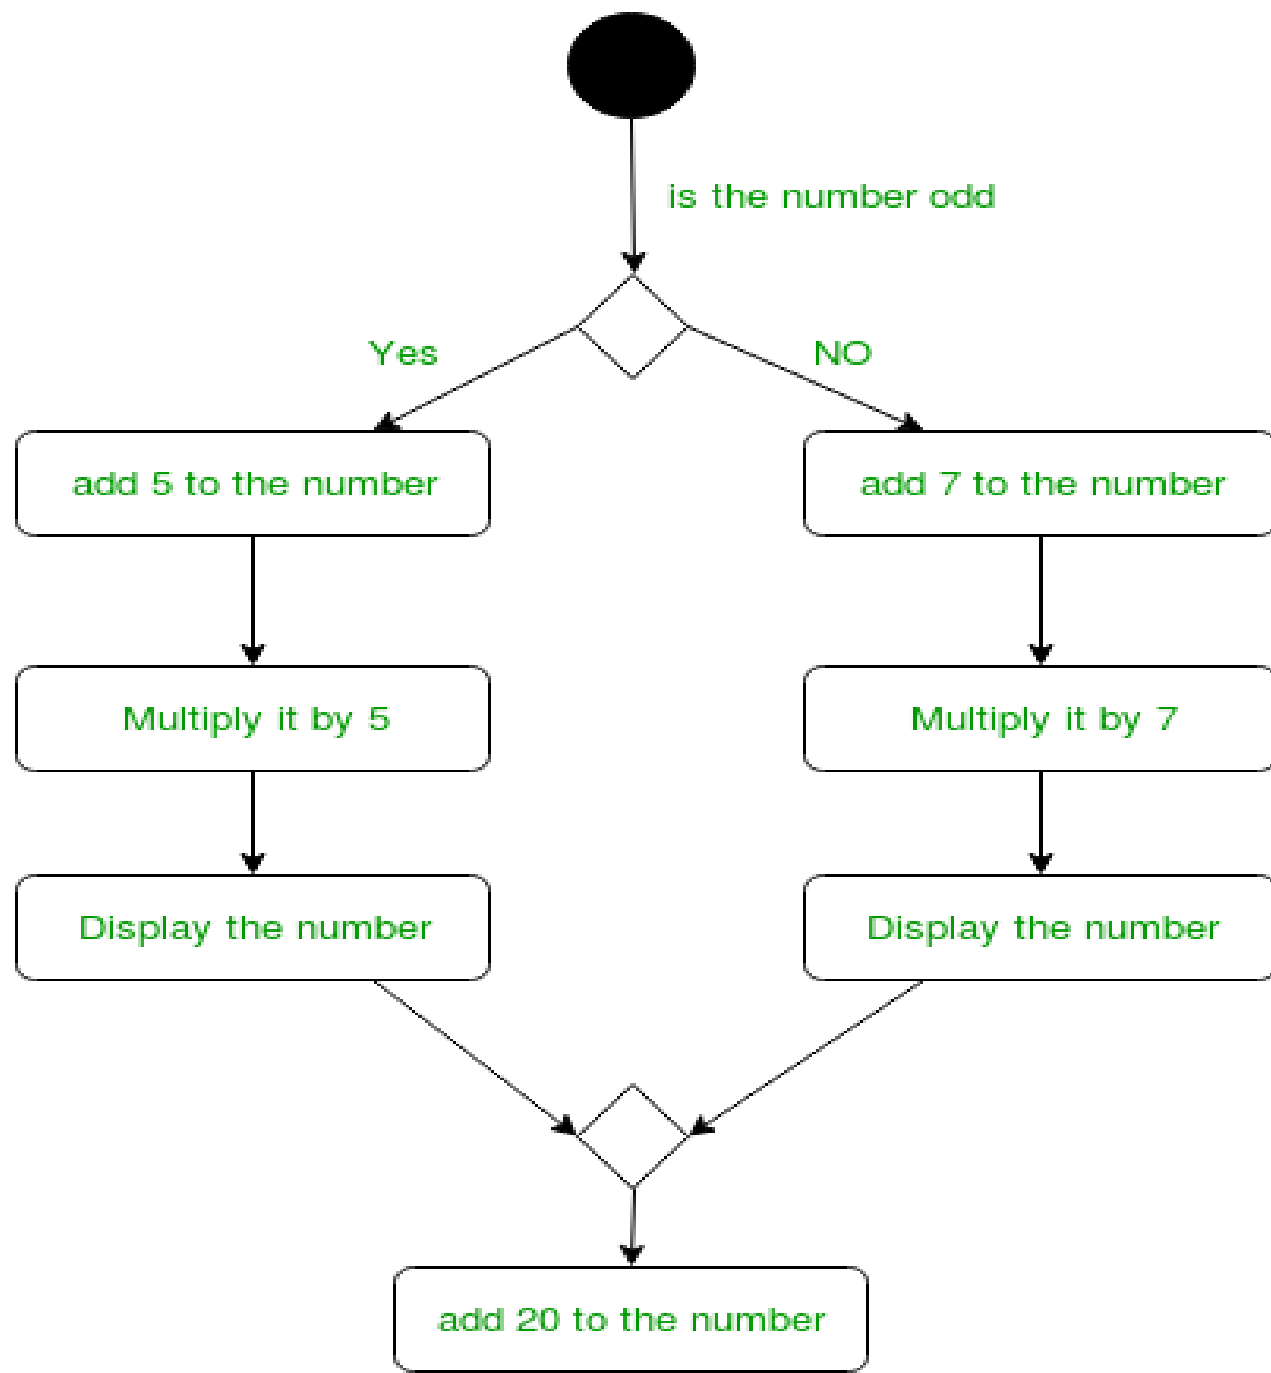 is the number odd
Yes
NO
add 5 to the number
add 7 to the number
Multiply it by 5
Multiply it by 7
Display the number
Display the number
add 20 to the number